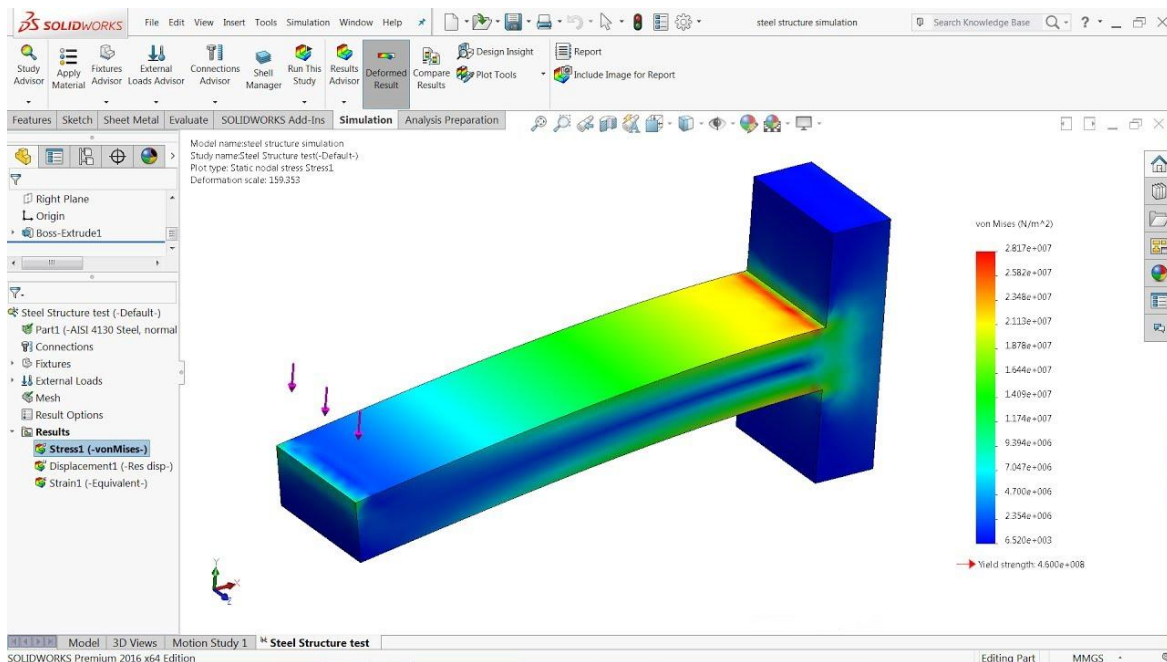 SOLIDWORKS File Edit View Insert Tools Simulation Window Help steel structure simulation Search Knowledge Base ?
Study Advisor
Apply Material
Fixtures Advisor
External Loads Advisor
Connections Advisor
Shell Manager
Run This Study
Results Advisor
Deformed Result
Compare Results
Design Insight
Plot Tools
Report
Include Image for Report
Features Sketch Sheet Metal Evaluate SOLIDWORKS Add-Ins Simulation Analysis Preparation
Model name:steel structure simulation
Study name:Steel Structure test(-Default-)
Plot type: Static nodal stress Stress1
Deformation scale: 159.353
Right Plane
Origin
Boss-Extrude1
Steel Structure test (-Default-)
Part1 (-AISI 4130 Steel, normal
Connections
Fixtures
External Loads
Mesh
Result Options
Results
Stress1 (-vonMises-)
Displacement1 (-Res disp-)
Strain1 (-Equivalent-)
von Mises (N/m^2)
2.817e+007
2.582e+007
2.348e+007
2.113e+007
1.878e+007
1.644e+007
1.409e+007
1.174e+007
9.394e+006
7.047e+006
4.700e+006
2.354e+006
6.520e+003
Yield strength: 4.600e+008
Y
X
Z
Model 3D Views Motion Study 1 Steel Structure test
SOLIDWORKS Premium 2016 x64 Edition Editing Part MMGS